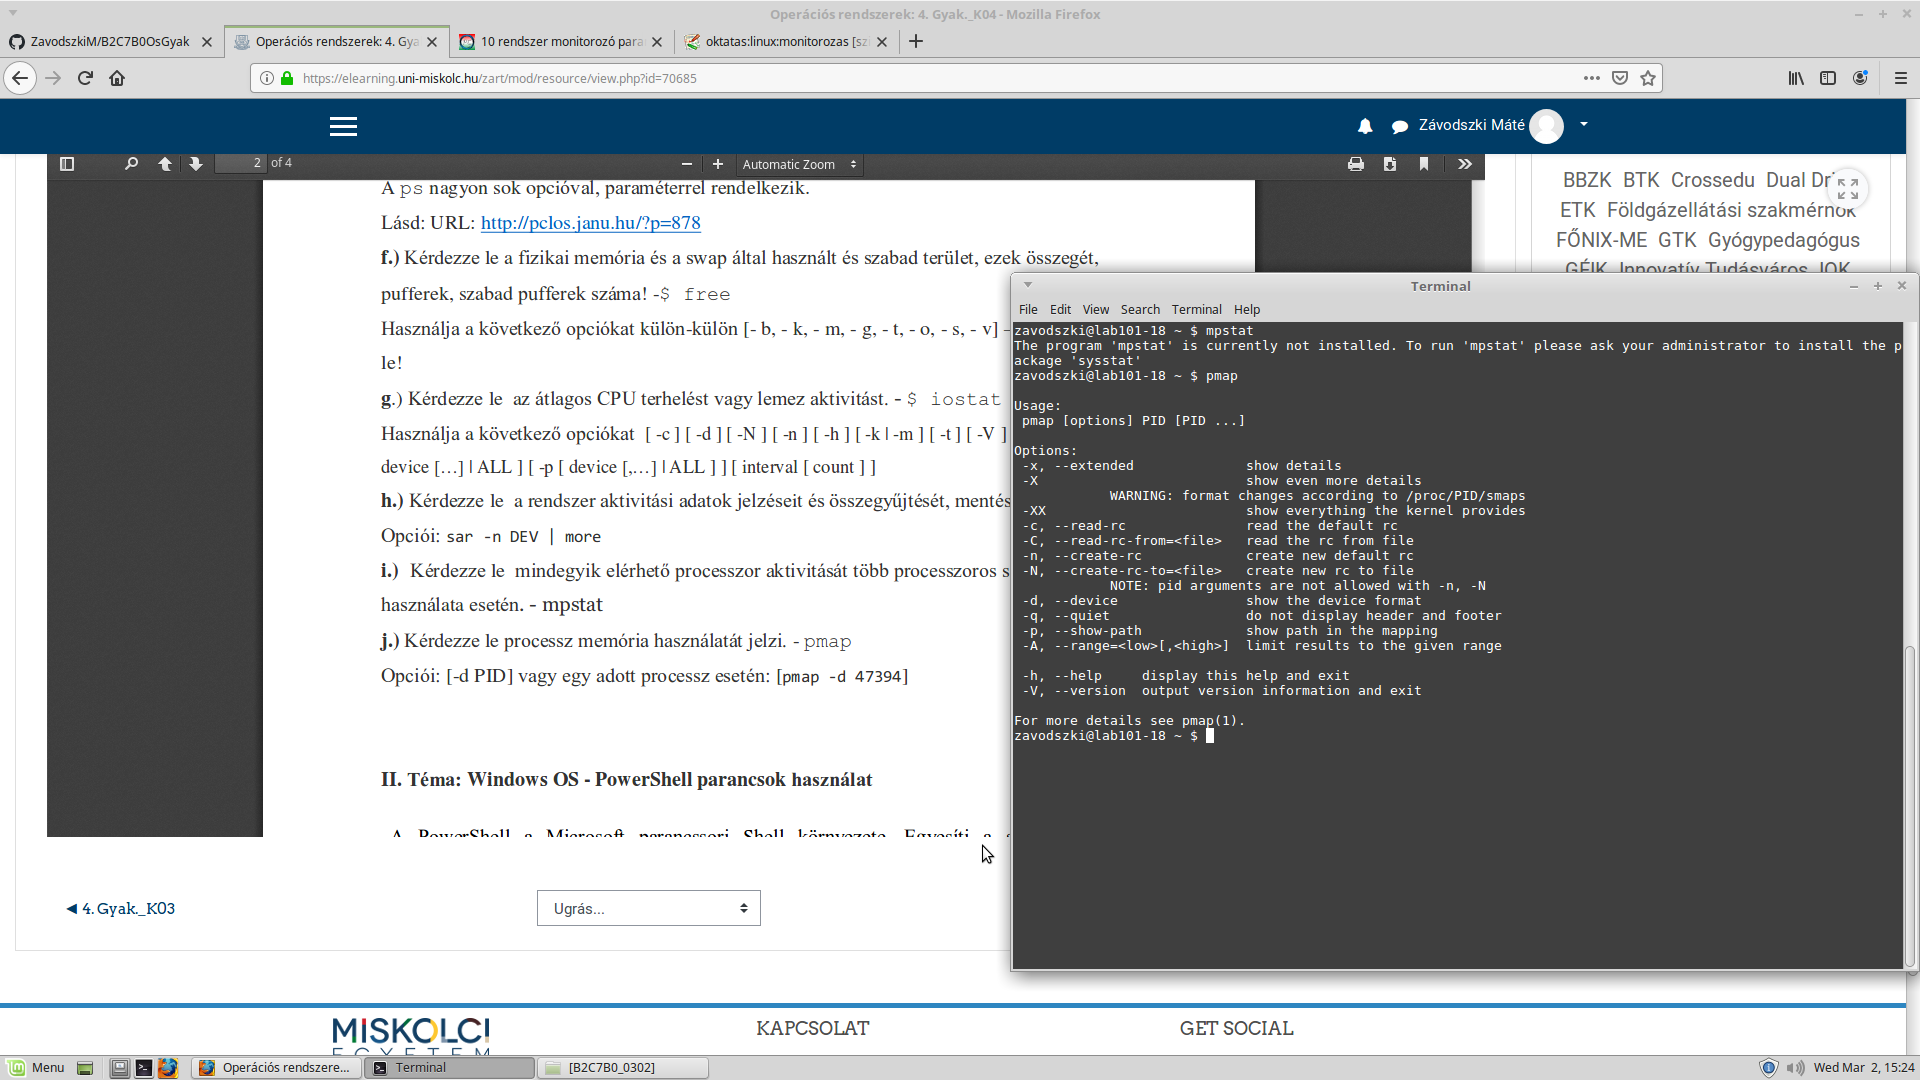 Operációs rendszerek: 4. Gyak._K04 - Mozilla Firefox
ZavodszkiM/B2C7B0OsGyak
Operációs rendszerek: 4. Gya
10 rendszer monitorozó para
oktatas:linux:monitorozas [sz
https://elearning.uni-miskolc.hu/zart/mod/resource/view.php?id=70685
Závodszki Máté
2 of 4
Automatic Zoom
A ps nagyon sok opcióval, paraméterrel rendelkezik.
Lásd: URL: http://pclos.janu.hu/?p=878
f.) Kérdezze le a fizikai memória és a swap által használt és szabad terület, ezek összegét,
pufferek, szabad pufferek száma! -$ free
Használja a következő opciókat külön-külön [- b, - k, - m, - g, - t, - o, - s, - v] -
le!
g.) Kérdezze le az átlagos CPU terhelést vagy lemez aktivitást. - $ iostat
Használja a következő opciókat [ -c ] [ -d ] [ -N ] [ -n ] [ -h ] [ -k | -m ] [ -t ] [ -V ]
device […] | ALL ] [ -p [ device [,…] | ALL ] ] [ interval [ count ] ]
h.) Kérdezze le a rendszer aktivitási adatok jelzéseit és összegyűjtését, mentés
Opciói: sar -n DEV | more
i.) Kérdezze le mindegyik elérhető processzor aktivitását több processzoros s
használata esetén. - mpstat
j.) Kérdezze le processz memória használatát jelzi. - pmap
Opciói: [-d PID] vagy egy adott processz esetén: [pmap -d 47394]
II. Téma: Windows OS - PowerShell parancsok használat
A PowerShell a Microsoft parancssori Shell környezete. Egyesíti a
BBZK BTK Crossedu Dual Dri
ETK Földgázellátási szakmérnök
FŐNIX-ME GTK Gyógypedagógus
GÉIK Innovatív Tudásváros IOK
Terminal
File Edit View Search Terminal Help
zavodszki@lab101-18 ~ $ mpstat
The program 'mpstat' is currently not installed. To run 'mpstat' please ask your administrator to install the p
ackage 'sysstat'
zavodszki@lab101-18 ~ $ pmap
Usage:
pmap [options] PID [PID ...]
Options:
-x, --extended show details
-X show even more details
WARNING: format changes according to /proc/PID/smaps
-XX show everything the kernel provides
-c, --read-rc read the default rc
-C, --read-rc-from=<file> read the rc from file
-n, --create-rc create new default rc
-N, --create-rc-to=<file> create new rc to file
NOTE: pid arguments are not allowed with -n, -N
-d, --device show the device format
-q, --quiet do not display header and footer
-p, --show-path show path in the mapping
-A, --range=<low>[,<high>] limit results to the given range
-h, --help display this help and exit
-V, --version output version information and exit
For more details see pmap(1).
zavodszki@lab101-18 ~ $
◄ 4. Gyak._K03
Ugrás...
MISKOLCI
EGYETEM
KAPCSOLAT
GET SOCIAL
Menu
Operációs rendszere...
Terminal
[B2C7B0_0302]
Wed Mar 2, 15:24